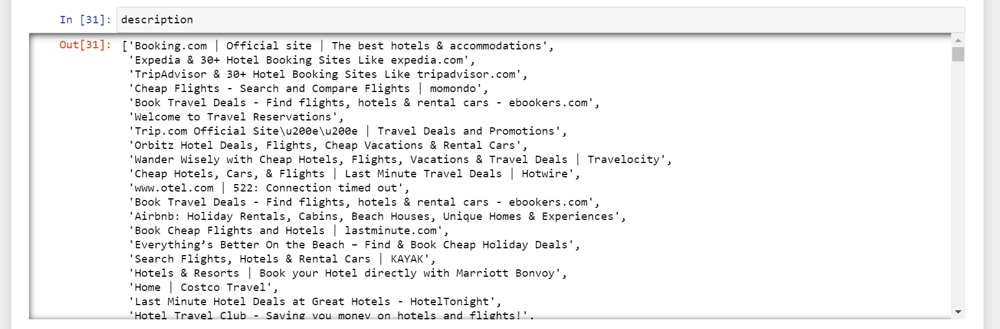 In [31]: description
Out[31]: ['Booking.com | Official site | The best hotels & accommodations',
'Expedia & 30+ Hotel Booking Sites Like expedia.com',
'TripAdvisor & 30+ Hotel Booking Sites Like tripadvisor.com',
'Cheap Flights - Search and Compare Flights | momondo',
'Book Travel Deals - Find flights, hotels & rental cars - ebookers.com',
'Welcome to Travel Reservations',
'Trip.com Official Site\u200e\u200e | Travel Deals and Promotions',
'Orbitz Hotel Deals, Flights, Cheap Vacations & Rental Cars',
'Wander Wisely with Cheap Hotels, Flights, Vacations & Travel Deals | Travelocity',
'Cheap Hotels, Cars, & Flights | Last Minute Travel Deals | Hotwire',
'www.otel.com | 522: Connection timed out',
'Book Travel Deals - Find flights, hotels & rental cars - ebookers.com',
'Airbnb: Holiday Rentals, Cabins, Beach Houses, Unique Homes & Experiences',
'Book Cheap Flights and Hotels | lastminute.com',
'Everything’s Better On the Beach – Find & Book Cheap Holiday Deals',
'Search Flights, Hotels & Rental Cars | KAYAK',
'Hotels & Resorts | Book your Hotel directly with Marriott Bonvoy',
'Home | Costco Travel',
'Last Minute Hotel Deals at Great Hotels - HotelTonight',
'Hotel Travel Club - Saving you money on hotels and flights!',